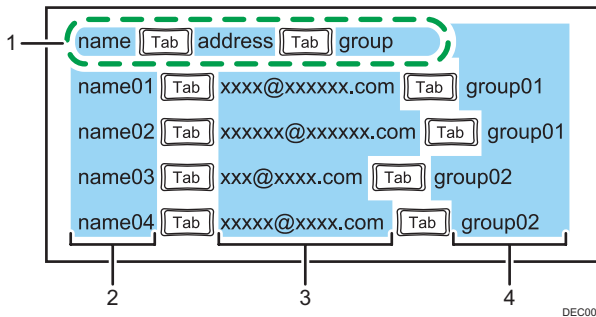 1
name Tab address Tab group
name01 Tab xxxx@xxxxxx.com Tab group01
name02 Tab xxxxxx@xxxxxx.com Tab group01
name03 Tab xxx@xxxx.com Tab group02
name04 Tab xxxxx@xxxx.com Tab group02
2 3 4
DEC00